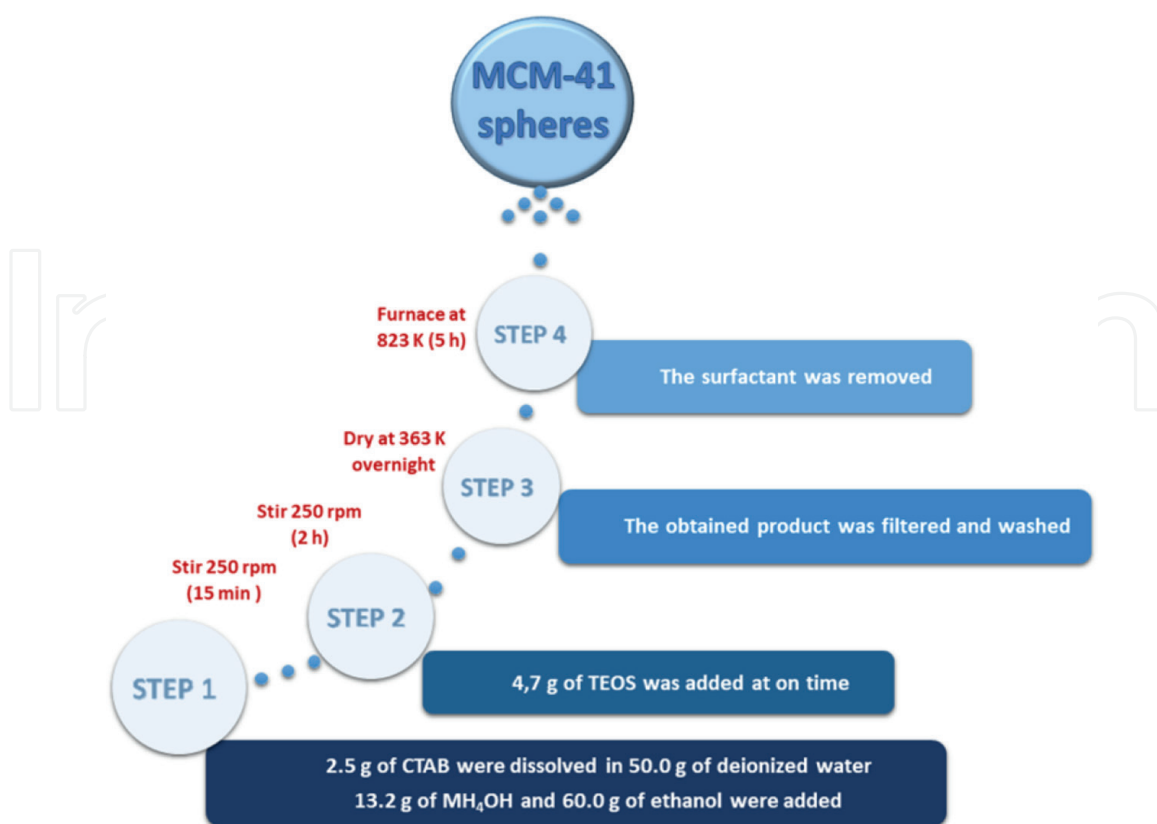 MCM-41
spheres
Furnace at
823 K (5 h)
STEP 4
The surfactant was removed
Dry at 363 K
overnight
STEP 3
The obtained product was filtered and washed
Stir 250 rpm
(2 h)
Stir 250 rpm
(15 min )
STEP 2
4,7 g of TEOS was added at on time
STEP 1
2.5 g of CTAB were dissolved in 50.0 g of deionized water
13.2 g of MH₄OH and 60.0 g of ethanol were added